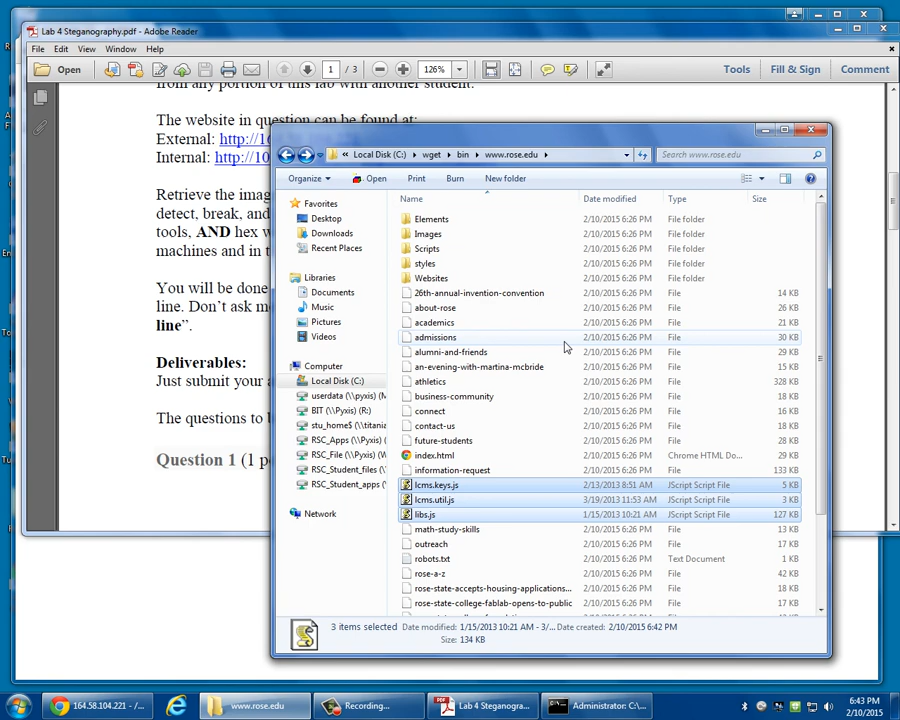 Lab 4 Steganography.pdf - Adobe Reader
File Edit View Window Help
Open 1 / 3 126% Tools Fill & Sign Comment
from any portion of this lab with another student.
The website in question can be found at:
External: http://16
Internal: http://10
Retrieve the imag
detect, break, and
tools, AND hex w
machines and in t
You will be done
line. Don't ask m
line".
Deliverables:
Just submit your a
The questions to b
Question 1 (1 p
« Local Disk (C:) ▸ wget ▸ bin ▸ www.rose.edu ▸ Search www.rose.edu
Organize Open Print Burn New folder
Favorites
Desktop
Downloads
Recent Places
Libraries
Documents
Music
Pictures
Videos
Computer
Local Disk (C:)
userdata (\\pyxis) (M
BIT (\\Pyxis) (R:)
stu_home$ (\\titania
RSC_Apps (\\Pyxis)
RSC_File (\\Pyxis) (W
RSC_Student_files (\
RSC_Student_apps (
Network
Name Date modified Type Size
Elements 2/10/2015 6:26 PM File folder
Images 2/10/2015 6:26 PM File folder
Scripts 2/10/2015 6:26 PM File folder
styles 2/10/2015 6:26 PM File folder
Websites 2/10/2015 6:26 PM File folder
26th-annual-invention-convention 2/10/2015 6:26 PM File 14 KB
about-rose 2/10/2015 6:26 PM File 26 KB
academics 2/10/2015 6:26 PM File 21 KB
admissions 2/10/2015 6:26 PM File 30 KB
alumni-and-friends 2/10/2015 6:26 PM File 29 KB
an-evening-with-martina-mcbride 2/10/2015 6:26 PM File 15 KB
athletics 2/10/2015 6:26 PM File 328 KB
business-community 2/10/2015 6:26 PM File 18 KB
connect 2/10/2015 6:26 PM File 16 KB
contact-us 2/10/2015 6:26 PM File 18 KB
future-students 2/10/2015 6:26 PM File 28 KB
index.html 2/10/2015 6:26 PM Chrome HTML Do... 29 KB
information-request 2/10/2015 6:26 PM File 133 KB
lcms.keys.js 2/13/2013 8:51 AM JScript Script File 5 KB
lcms.util.js 3/19/2013 11:53 AM JScript Script File 3 KB
libs.js 1/15/2013 10:21 AM JScript Script File 127 KB
math-study-skills 2/10/2015 6:26 PM File 18 KB
outreach 2/10/2015 6:26 PM File 18 KB
robots.txt 2/10/2015 6:26 PM Text Document 1 KB
rose-a-z 2/10/2015 6:26 PM File 42 KB
rose-state-accepts-housing-applications... 2/10/2015 6:26 PM File 18 KB
rose-state-college-fablab-opens-to-public 2/10/2015 6:26 PM File 17 KB
3 items selected Date modified: 1/15/2013 10:21 AM - 3/... Date created: 2/10/2015 6:42 PM
Size: 134 KB
164.58.104.221 www.rose.edu Recording... Lab 4 Steganogra... Administrator: C:\... 6:43 PM
2/10/2015